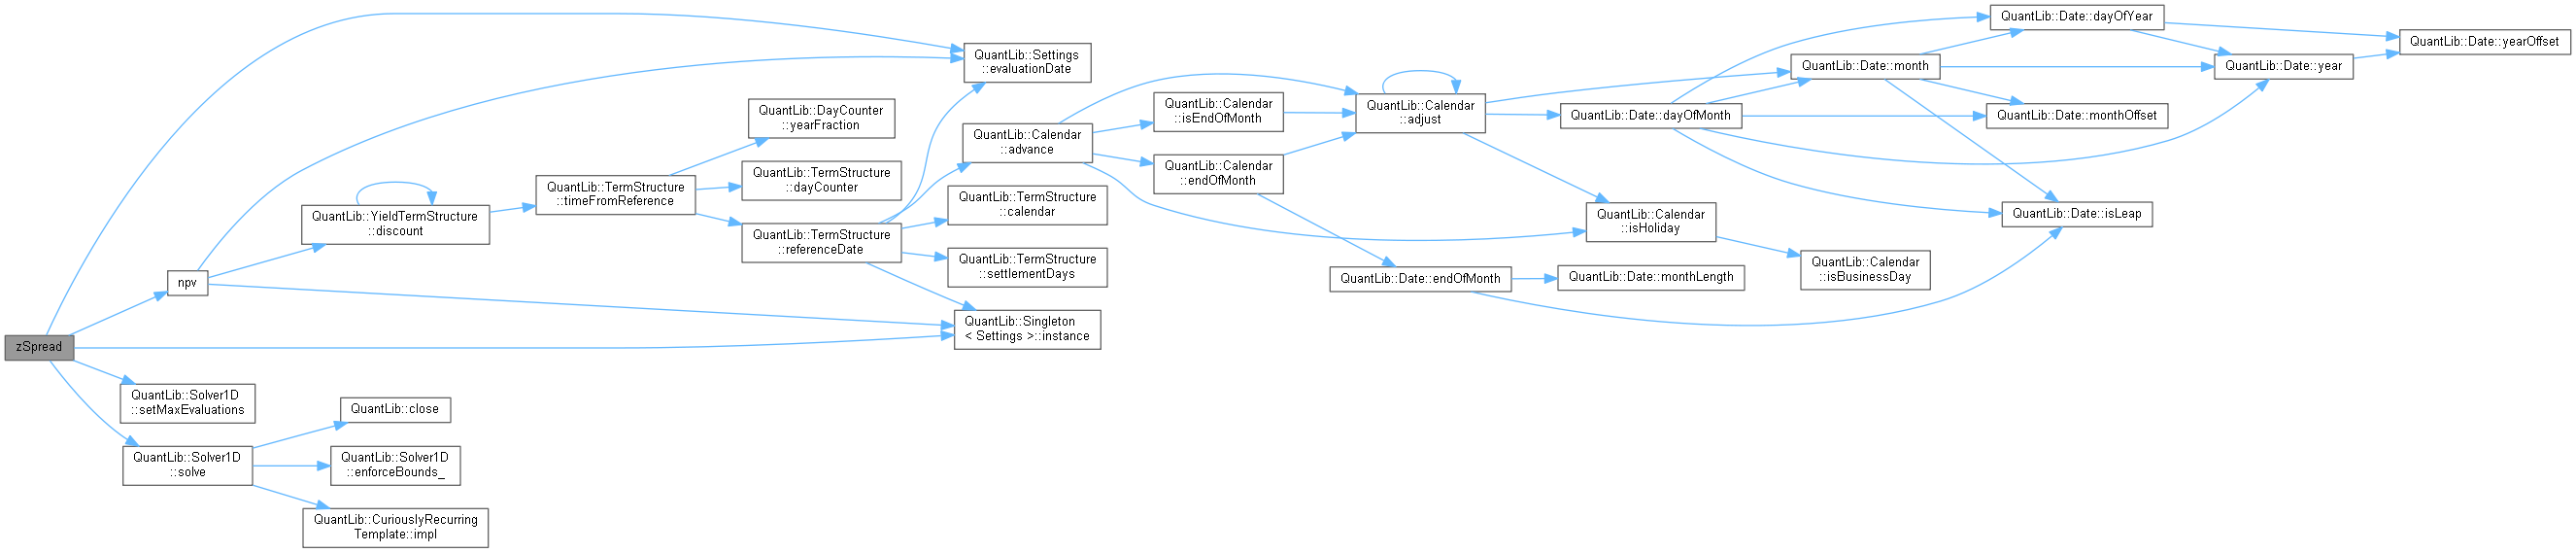 zSpread
npv
QuantLib::Solver1D
::setMaxEvaluations
QuantLib::Solver1D
::solve
QuantLib::YieldTermStructure
::discount
QuantLib::close
QuantLib::Solver1D
::enforceBounds_
QuantLib::CuriouslyRecurring
Template::impl
QuantLib::TermStructure
::timeFromReference
QuantLib::DayCounter
::yearFraction
QuantLib::TermStructure
::dayCounter
QuantLib::TermStructure
::referenceDate
QuantLib::Settings
::evaluationDate
QuantLib::Calendar
::advance
QuantLib::TermStructure
::calendar
QuantLib::TermStructure
::settlementDays
QuantLib::Singleton
< Settings >::instance
QuantLib::Calendar
::isEndOfMonth
QuantLib::Calendar
::endOfMonth
QuantLib::Calendar
::adjust
QuantLib::Date::endOfMonth
QuantLib::Date::dayOfMonth
QuantLib::Calendar
::isHoliday
QuantLib::Date::monthLength
QuantLib::Date::month
QuantLib::Calendar
::isBusinessDay
QuantLib::Date::dayOfYear
QuantLib::Date::monthOffset
QuantLib::Date::isLeap
QuantLib::Date::year
QuantLib::Date::yearOffset